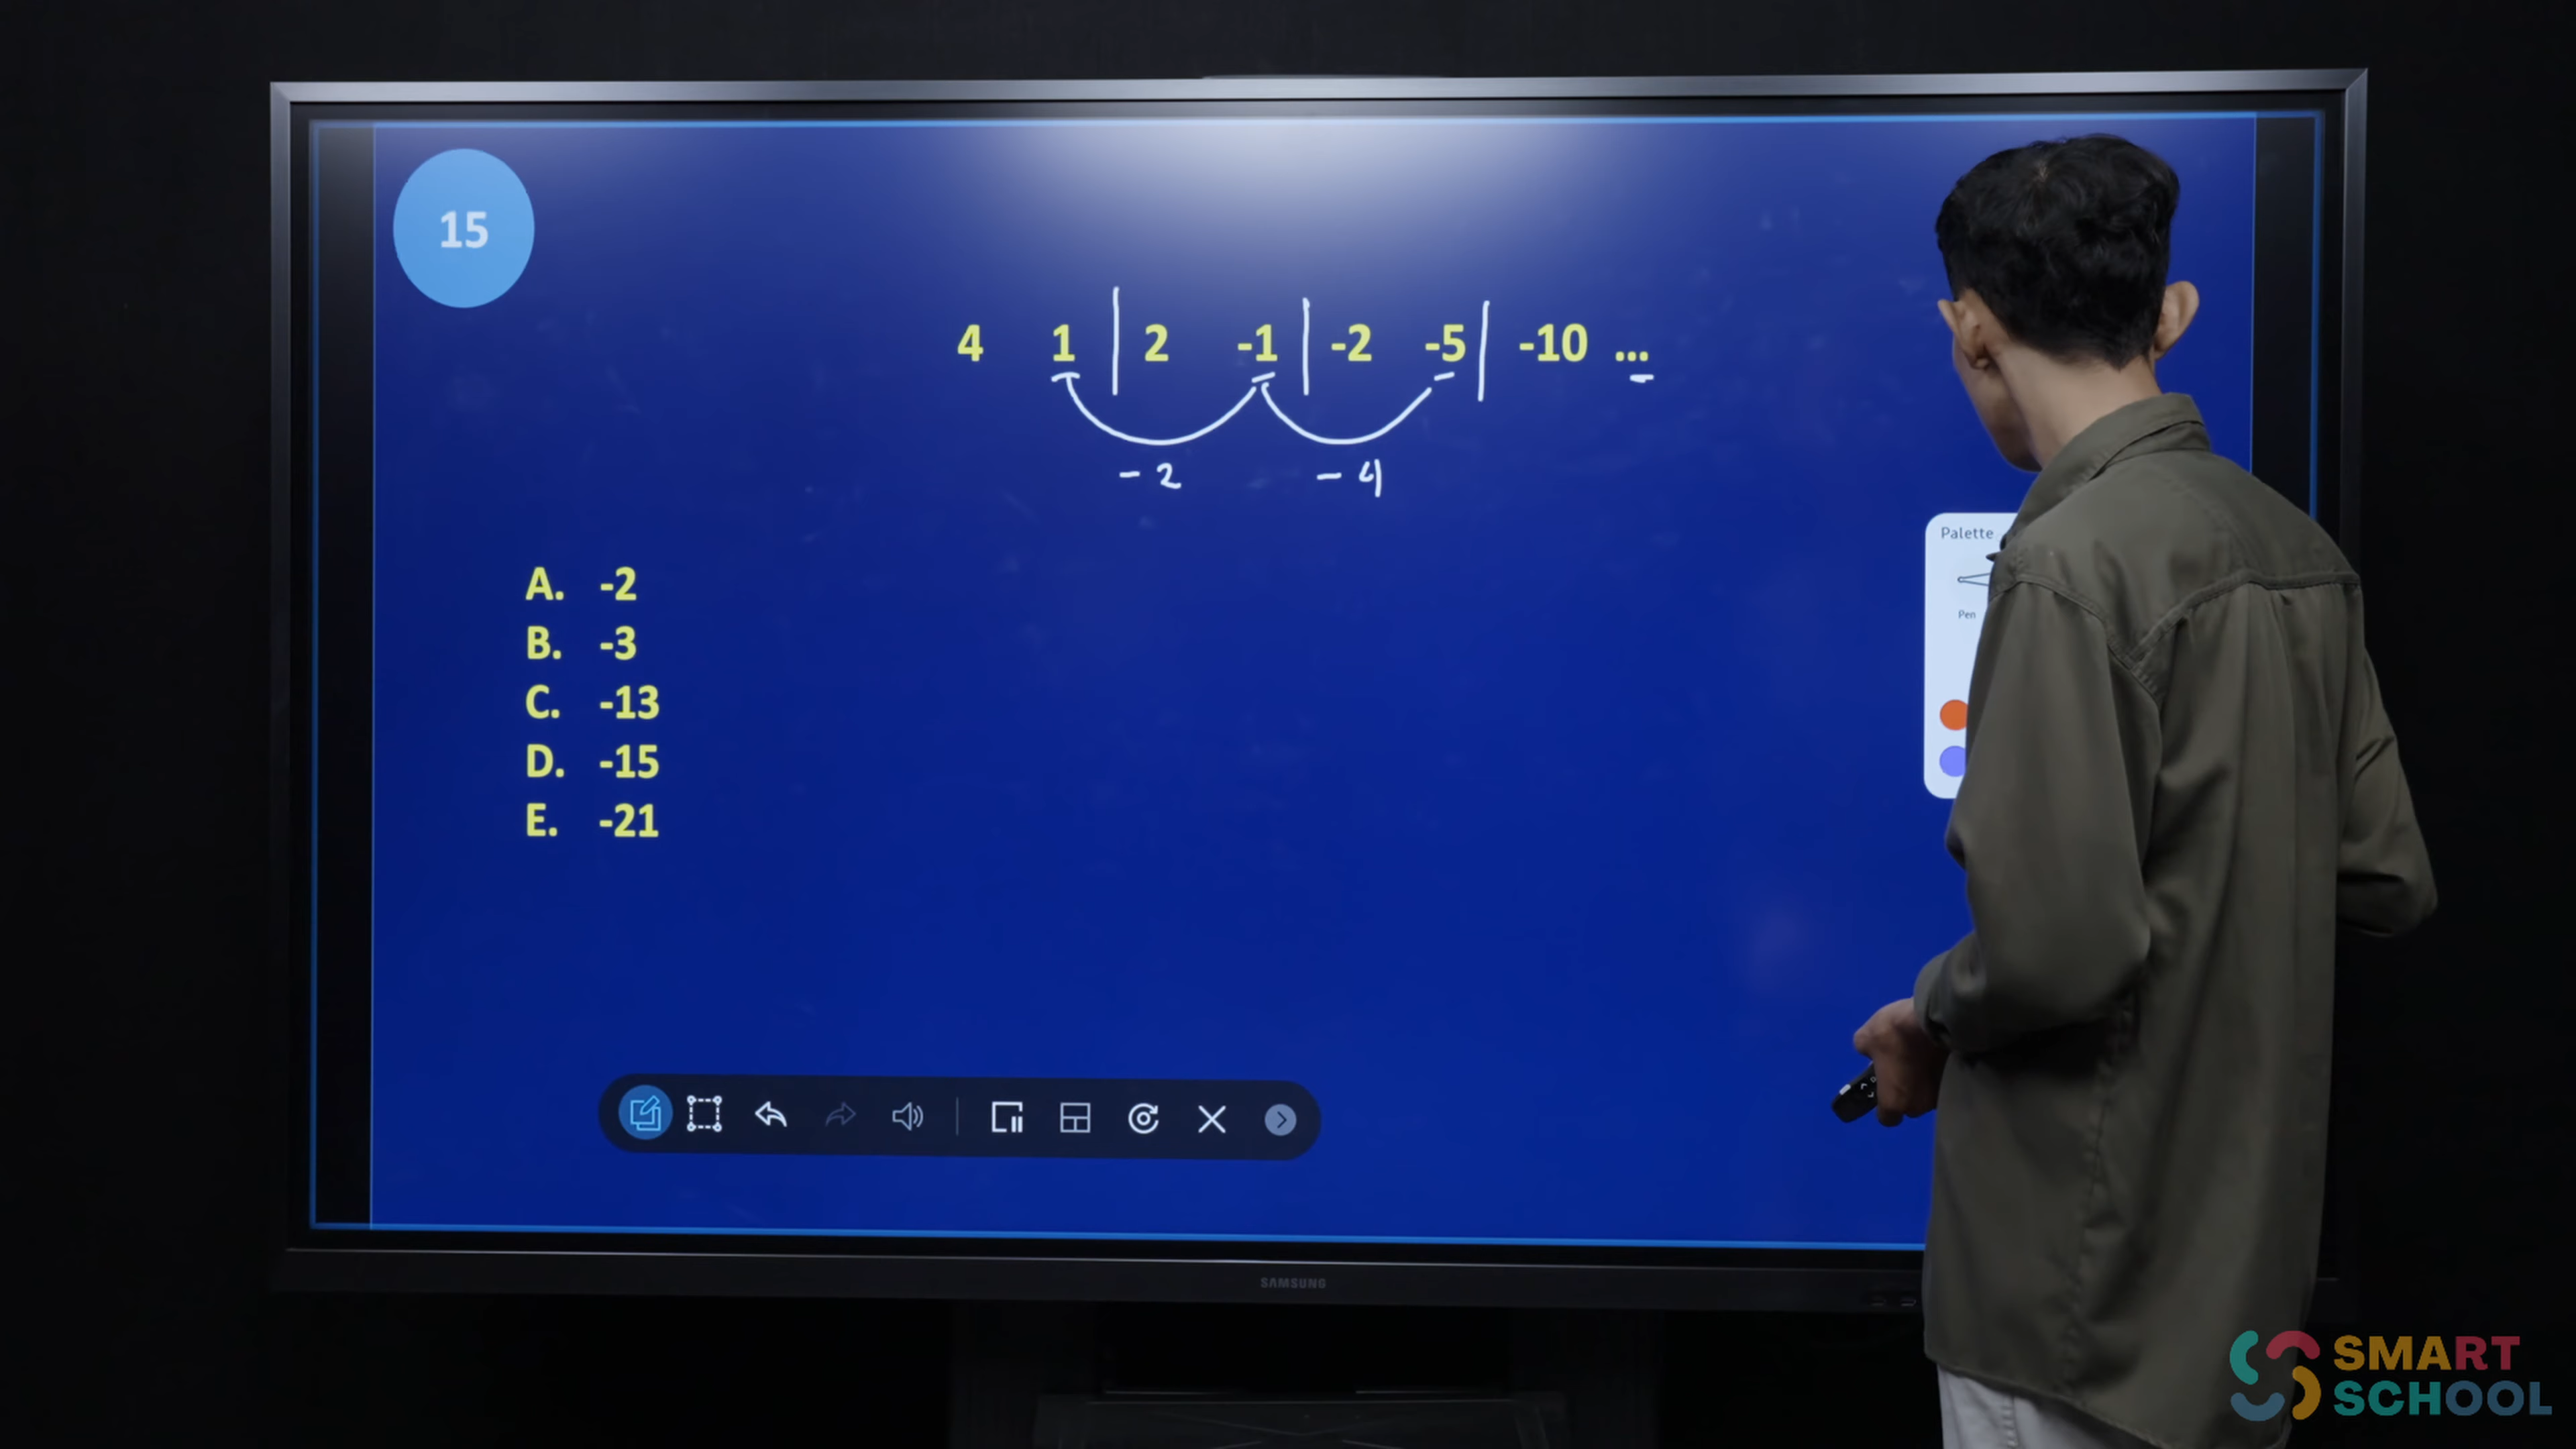 15
4 1 | 2 -1 | -2 -5 | -10 ...
-2 -4
A. -2
B. -3
C. -13
D. -15
E. -21
Palette
Pen
SAMSUNG
SMART
SCHOOL